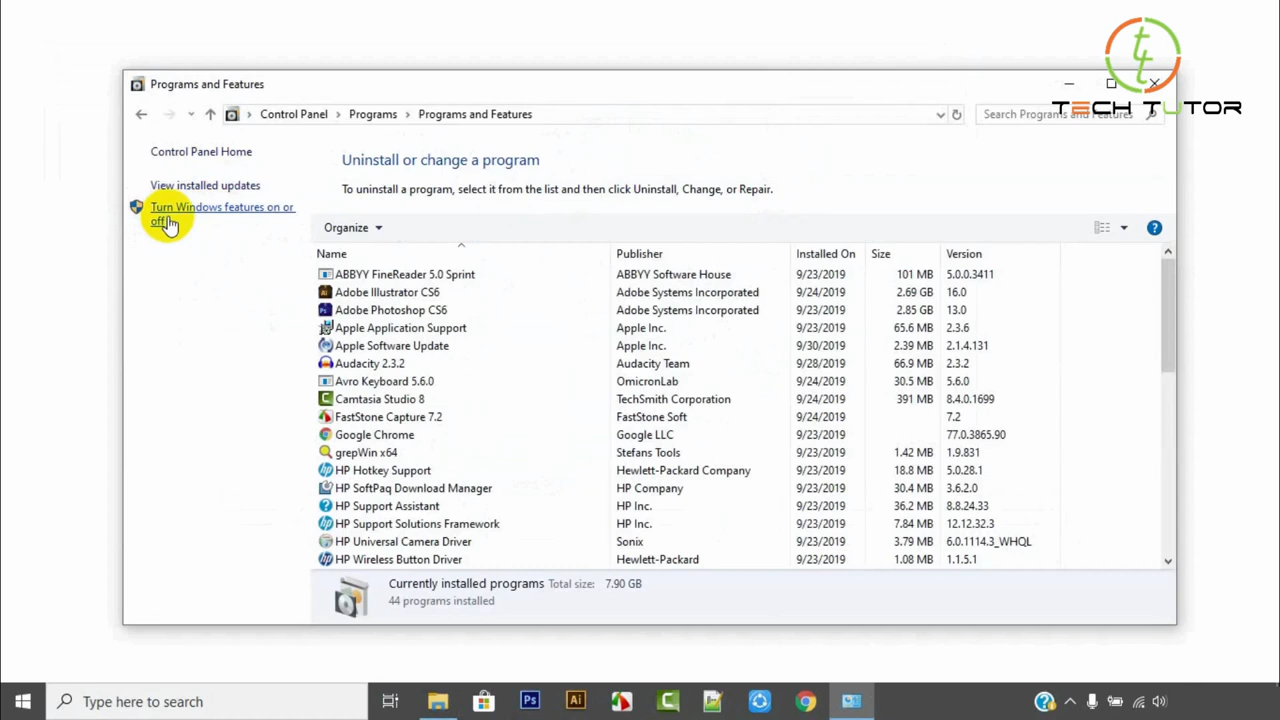 TECH TUTOR
Programs and Features
Control Panel > Programs > Programs and Features
Search Programs and Features
Control Panel Home
View installed updates
Turn Windows features on or
off
Uninstall or change a program
To uninstall a program, select it from the list and then click Uninstall, Change, or Repair.
Organize
Name Publisher Installed On Size Version
ABBYY FineReader 5.0 Sprint ABBYY Software House 9/23/2019 101 MB 5.0.0.3411
Adobe Illustrator CS6 Adobe Systems Incorporated 9/24/2019 2.69 GB 16.0
Adobe Photoshop CS6 Adobe Systems Incorporated 9/23/2019 2.85 GB 13.0
Apple Application Support Apple Inc. 9/23/2019 65.6 MB 2.3.6
Apple Software Update Apple Inc. 9/30/2019 2.39 MB 2.1.4.131
Audacity 2.3.2 Audacity Team 9/28/2019 66.9 MB 2.3.2
Avro Keyboard 5.6.0 OmicronLab 9/24/2019 30.5 MB 5.6.0
Camtasia Studio 8 TechSmith Corporation 9/24/2019 391 MB 8.4.0.1699
FastStone Capture 7.2 FastStone Soft 9/24/2019 7.2
Google Chrome Google LLC 9/23/2019 77.0.3865.90
grepWin x64 Stefans Tools 9/23/2019 1.42 MB 1.9.831
HP Hotkey Support Hewlett-Packard Company 9/23/2019 18.8 MB 5.0.28.1
HP SoftPaq Download Manager HP Company 9/23/2019 30.4 MB 3.6.2.0
HP Support Assistant HP Inc. 9/23/2019 36.2 MB 8.8.24.33
HP Support Solutions Framework HP Inc. 9/23/2019 7.84 MB 12.12.32.3
HP Universal Camera Driver Sonix 9/23/2019 3.79 MB 6.0.1114.3_WHQL
HP Wireless Button Driver Hewlett-Packard 9/23/2019 1.08 MB 1.1.5.1
Currently installed programs Total size: 7.90 GB
44 programs installed
Type here to search
Ps
Ai